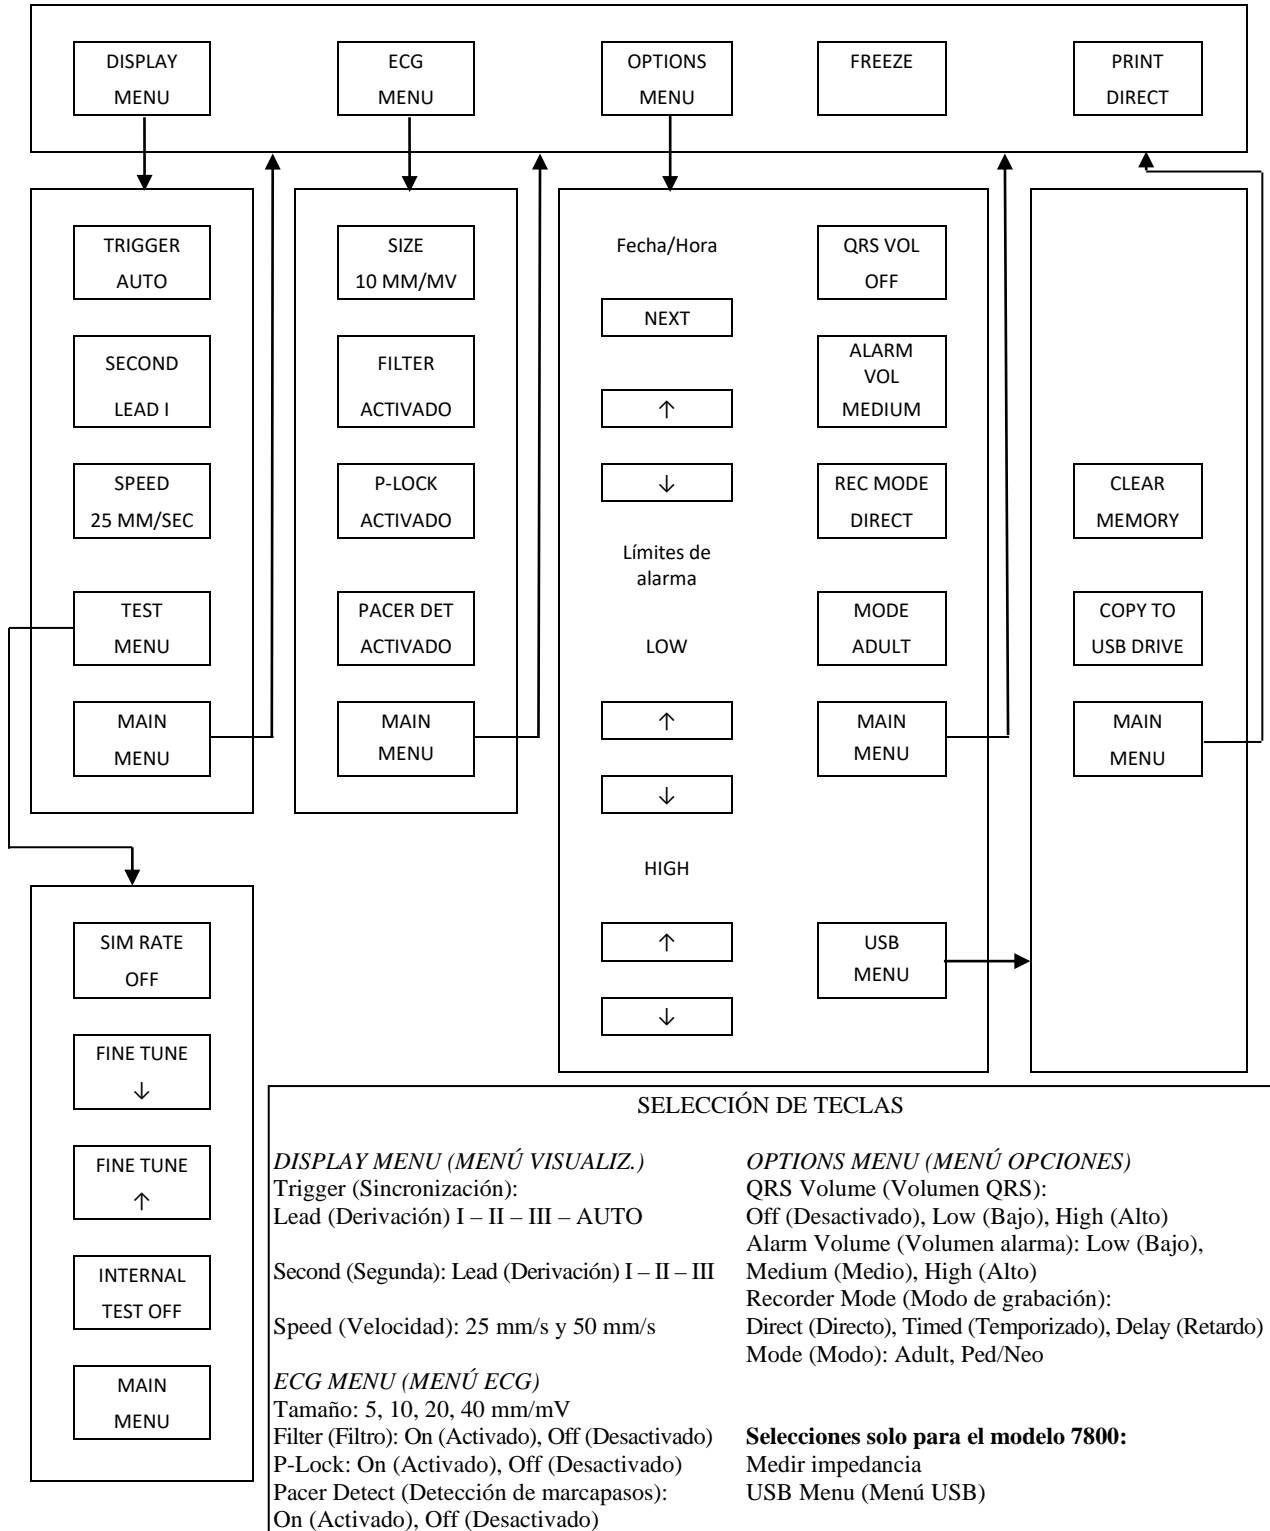 DISPLAY
MENU
ECG
MENU
OPTIONS
MENU
FREEZE
PRINT
DIRECT
TRIGGER
AUTO
SECOND
LEAD I
SPEED
25 MM/SEC
TEST
MENU
MAIN
MENU
SIZE
10 MM/MV
FILTER
ACTIVADO
P-LOCK
ACTIVADO
PACER DET
ACTIVADO
MAIN
MENU
Fecha/Hora
NEXT
↑
↓
Límites de
alarma
LOW
↑
↓
HIGH
↑
↓
QRS VOL
OFF
ALARM
VOL
MEDIUM
REC MODE
DIRECT
MODE
ADULT
MAIN
MENU
USB
MENU
CLEAR
MEMORY
COPY TO
USB DRIVE
MAIN
MENU
SIM RATE
OFF
FINE TUNE
↓
FINE TUNE
↑
INTERNAL
TEST OFF
MAIN
MENU
SELECCIÓN DE TECLAS
DISPLAY MENU (MENÚ VISUALIZ.)
Trigger (Sincronización):
Lead (Derivación) I – II – III – AUTO
Second (Segunda): Lead (Derivación) I – II – III
Speed (Velocidad): 25 mm/s y 50 mm/s
ECG MENU (MENÚ ECG)
Tamaño: 5, 10, 20, 40 mm/mV
Filter (Filtro): On (Activado), Off (Desactivado)
P-Lock: On (Activado), Off (Desactivado)
Pacer Detect (Detección de marcapasos):
On (Activado), Off (Desactivado)
OPTIONS MENU (MENÚ OPCIONES)
QRS Volume (Volumen QRS):
Off (Desactivado), Low (Bajo), High (Alto)
Alarm Volume (Volumen alarma): Low (Bajo),
Medium (Medio), High (Alto)
Recorder Mode (Modo de grabación):
Direct (Directo), Timed (Temporizado), Delay (Retardo)
Mode (Modo): Adult, Ped/Neo
Selecciones solo para el modelo 7800:
Medir impedancia
USB Menu (Menú USB)